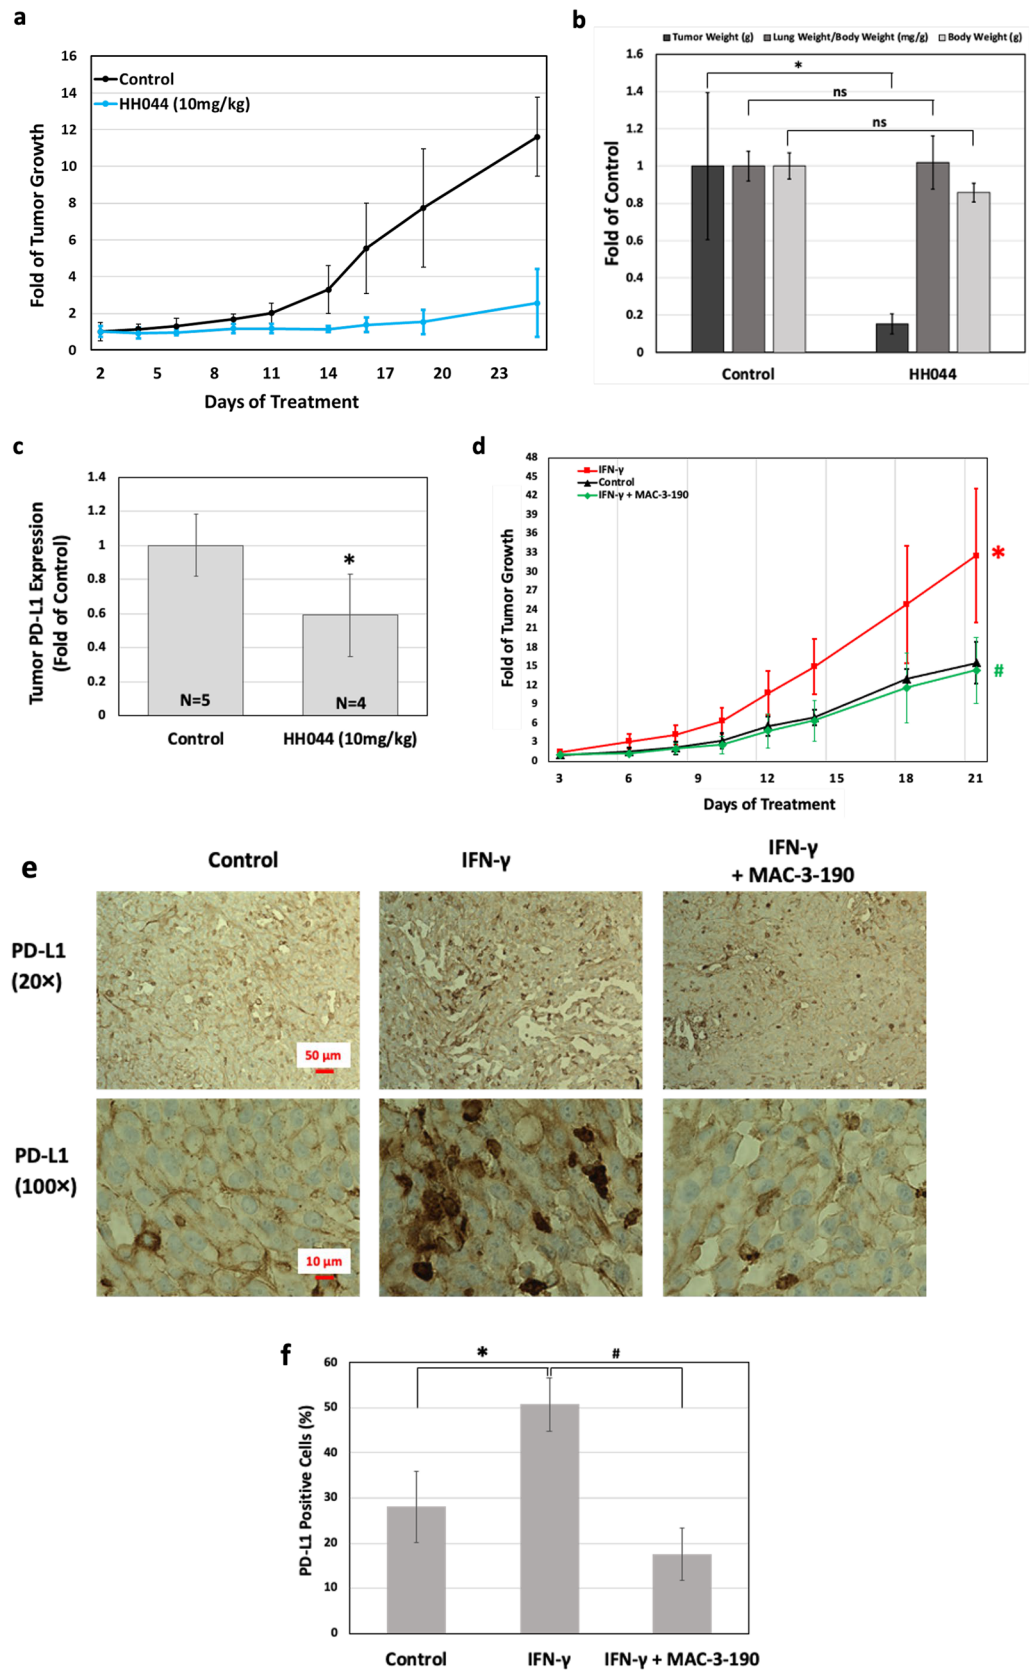 a
16
14
12
10
8
6
4
2
0
Fold of Tumor Growth
Control
HH044 (10mg/kg)
2 5 8 11 14 17 20 23
Days of Treatment
b
Tumor Weight (g) Lung Weight/Body Weight (mg/g) Body Weight (g)
1.6
1.4
1.2
1
0.8
0.6
0.4
0.2
0
Fold of Control
*
ns
ns
Control HH044
c
1.4
1.2
1
0.8
0.6
0.4
0.2
0
Tumor PD-L1 Expression
(Fold of Control)
*
N=5 N=4
Control HH044 (10mg/kg)
d
48
45
42
39
36
33
30
27
24
21
18
15
12
9
6
3
0
Fold of Tumor Growth
IFN-γ
Control
IFN-γ + MAC-3-190
*
#
3 6 9 12 15 18 21
Days of Treatment
e
Control IFN-γ IFN-γ
+ MAC-3-190
PD-L1
(20×)
50 μm
PD-L1
(100×)
10 μm
f
60
50
40
30
20
10
0
PD-L1 Positive Cells (%)
* #
Control IFN-γ IFN-γ + MAC-3-190